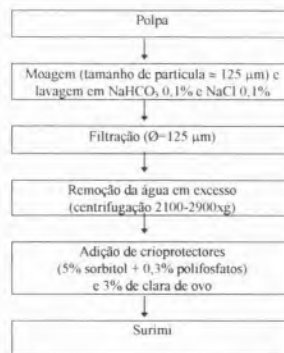 Polpa
Moagem (tamanho de partícula = 125 μm) e
lavagem em NaHCO₃ 0,1% e NaCl 0,1%
Filtração (Ø=125 μm)
Remoção da água em excesso
(centrifugação 2100-2900xg)
Adição de crioprotectores
(5% sorbitol + 0,3% polifosfatos)
e 3% de clara de ovo
Surimi